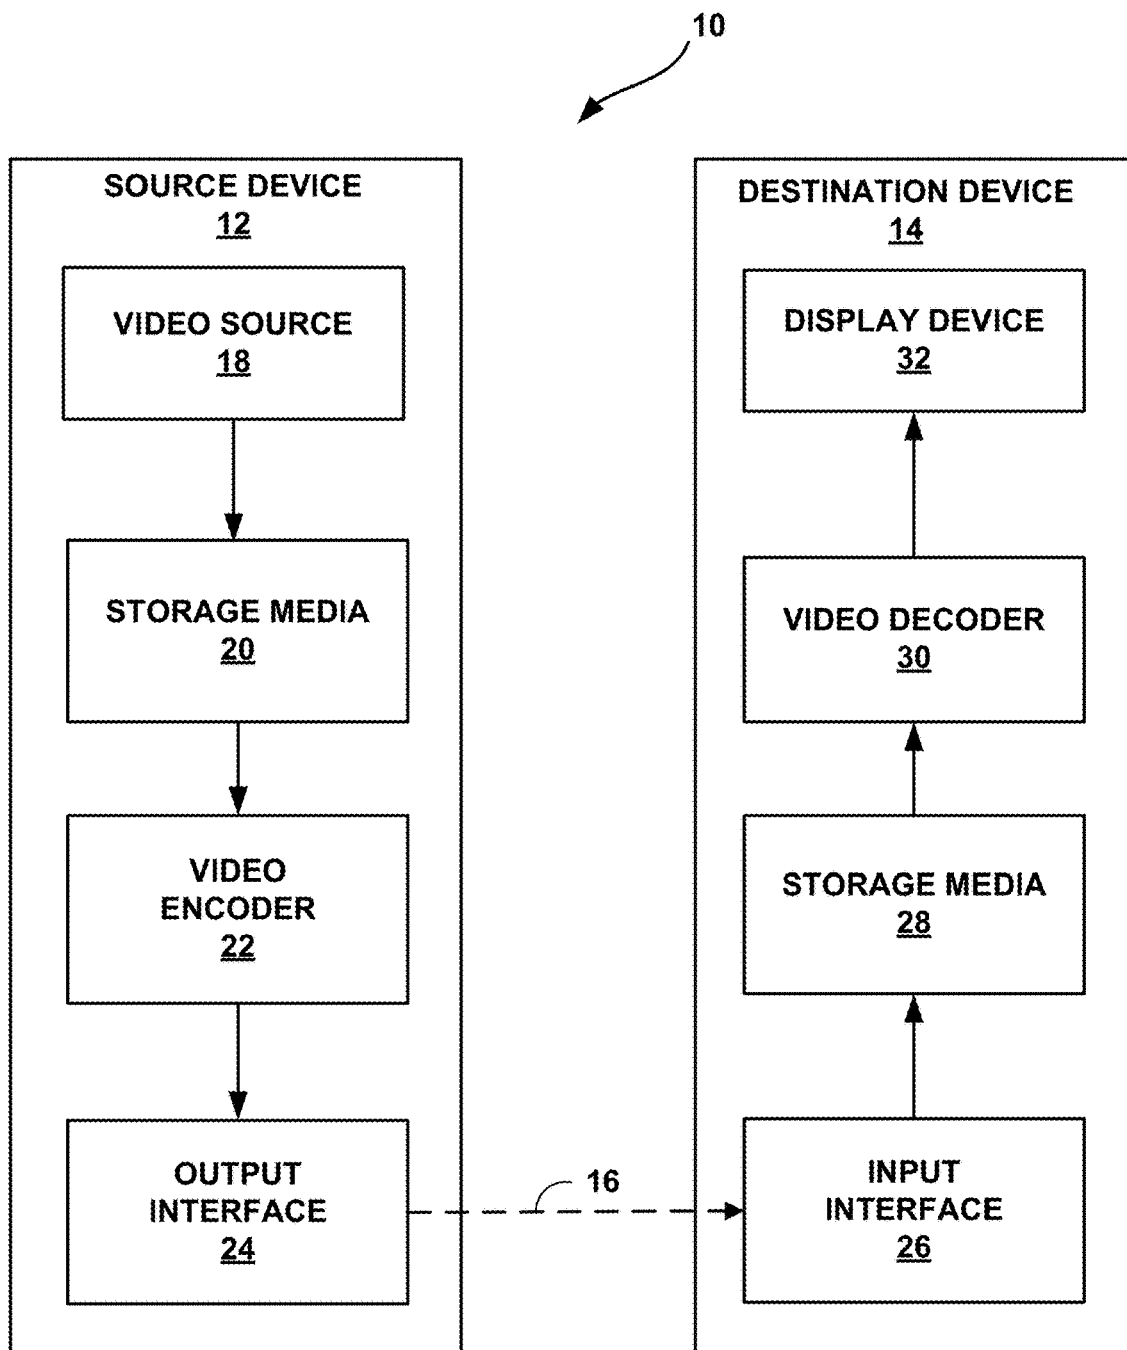 10
SOURCE DEVICE
12
VIDEO SOURCE
18
STORAGE MEDIA
20
VIDEO
ENCODER
22
OUTPUT
INTERFACE
24
16
DESTINATION DEVICE
14
DISPLAY DEVICE
32
VIDEO DECODER
30
STORAGE MEDIA
28
INPUT
INTERFACE
26